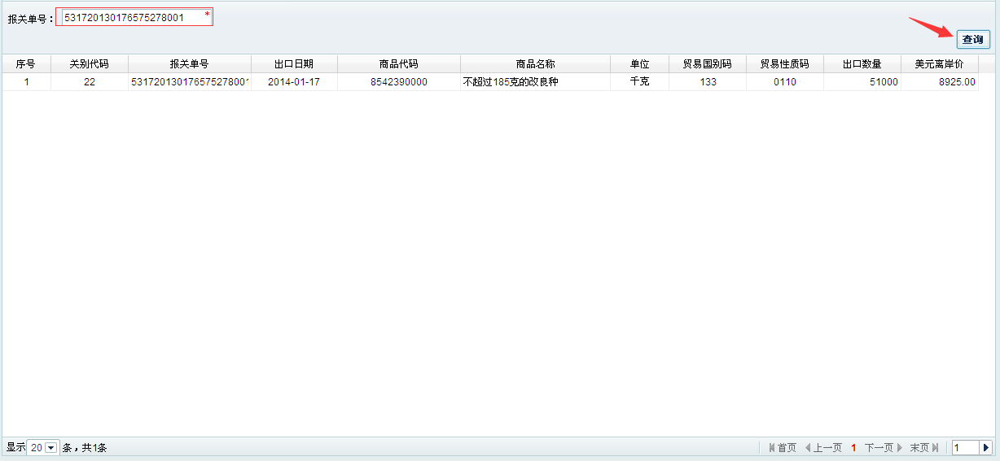 报关单号： 531720130176575278001 *
查询
序号 关别代码 报关单号 出口日期 商品代码 商品名称 单位 贸易国别码 贸易性质码 出口数量 美元离岸价
1 22 531720130176575278001 2014-01-17 8542390000 不超过185克的改良种 千克 133 0110 51000 8925.00
显示 20 条，共1条 首页 上一页 1 下一页 末页 1